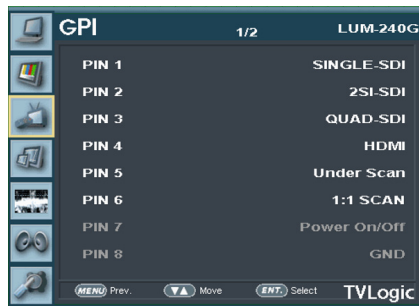 GPI 1/2 LUM-240G
PIN 1 SINGLE-SDI
PIN 2 2SI-SDI
PIN 3 QUAD-SDI
PIN 4 HDMI
PIN 5 Under Scan
PIN 6 1:1 SCAN
PIN 7 Power On/Off
PIN 8 GND
MENU Prev. ▼▲ Move ENT. Select TVLogic